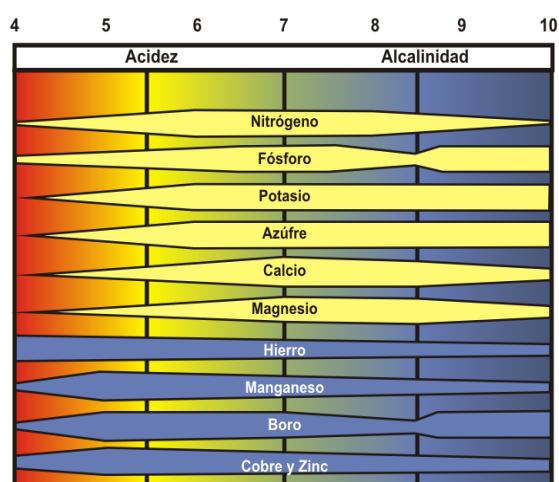 4 5 6 7 8 9 10
Acidez Alcalinidad
Nitrógeno
Fósforo
Potasio
Azúfre
Calcio
Magnesio
Hierro
Manganeso
Boro
Cobre y Zinc